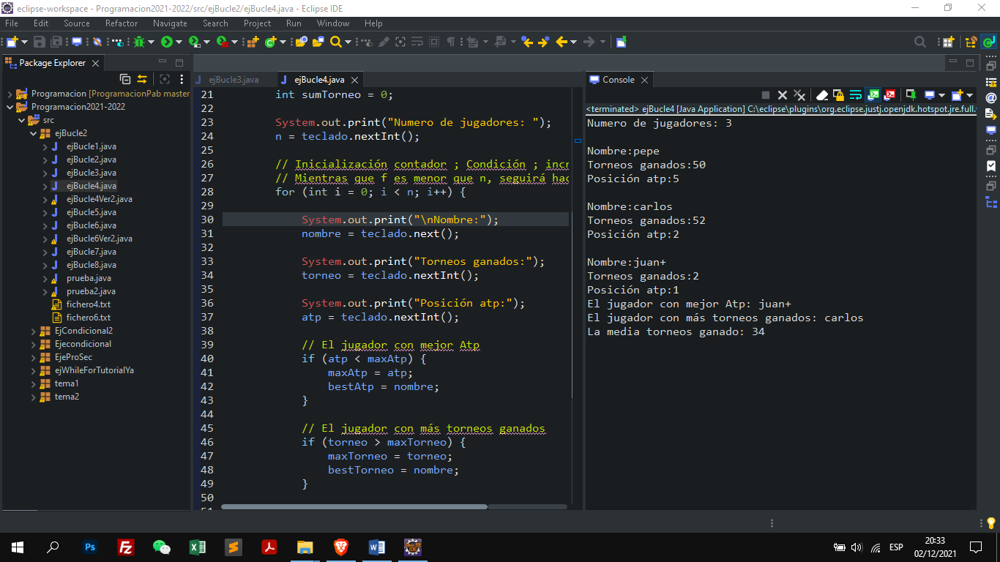 eclipse-workspace - Programacion2021-2022/src/ejBucle2/ejBucle4.java - Eclipse IDE
File Edit Source Refactor Navigate Search Project Run Window Help
Package Explorer
Programacion [ProgramacionPab master
Programacion2021-2022
src
ejBucle2
ejBucle1.java
ejBucle2.java
ejBucle3.java
ejBucle4.java
ejBucle4Ver2.java
ejBucle5.java
ejBucle6.java
ejBucle6Ver2.java
ejBucle7.java
ejBucle8.java
prueba.java
prueba2.java
fichero4.txt
fichero6.txt
EjCondicional2
Ejecondicional
EjeProSec
ejWhileForTutorialYa
tema1
tema2
ejBucle3.java
ejBucle4.java
21 int sumTorneo = 0;
22
23 System.out.print("Numero de jugadores: ");
24 n = teclado.nextInt();
25
26 // Inicialización contador ; Condición ; incr
27 // Mientras que f es menor que n, seguirá hac
28 for (int i = 0; i < n; i++) {
29
30 System.out.print("\nNombre:");
31 nombre = teclado.next();
32
33 System.out.print("Torneos ganados:");
34 torneo = teclado.nextInt();
35
36 System.out.print("Posición atp:");
37 atp = teclado.nextInt();
38
39 // El jugador con mejor Atp
40 if (atp < maxAtp) {
41 maxAtp = atp;
42 bestAtp = nombre;
43 }
44
45 // El jugador con más torneos ganados
46 if (torneo > maxTorneo) {
47 maxTorneo = torneo;
48 bestTorneo = nombre;
49 }
50
51
Console
<terminated> ejBucle4 [Java Application] C:\eclipse\plugins\org.eclipse.justj.openjdk.hotspot.jre.full.
Numero de jugadores: 3
Nombre:pepe
Torneos ganados:50
Posición atp:5
Nombre:carlos
Torneos ganados:52
Posición atp:2
Nombre:juan+
Torneos ganados:2
Posición atp:1
El jugador con mejor Atp: juan+
El jugador con más torneos ganados: carlos
La media torneos ganado: 34
Ps
ESP
20:33
02/12/2021